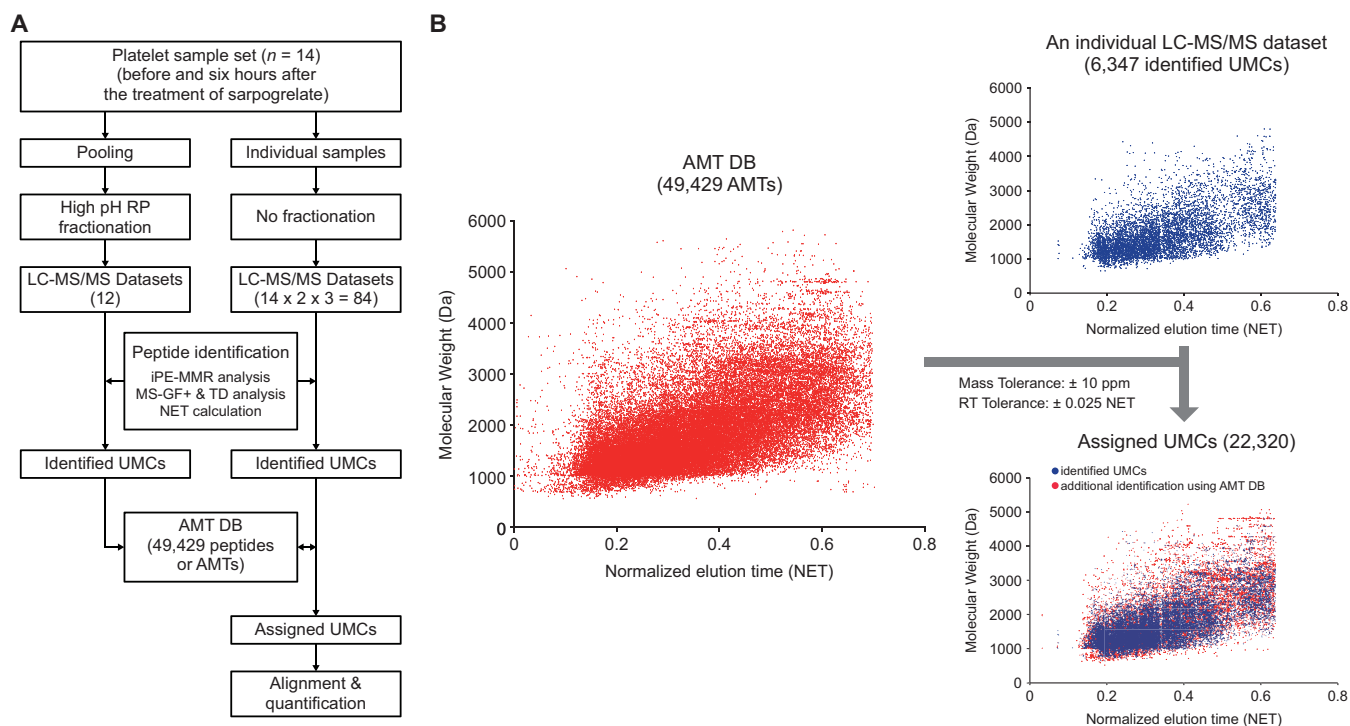 A
Platelet sample set (n = 14)
(before and six hours after
the treatment of sarpogrelate)
Pooling
Individual samples
High pH RP
fractionation
No fractionation
LC-MS/MS Datasets
(12)
LC-MS/MS Datasets
(14 x 2 x 3 = 84)
Peptide identification
iPE-MMR analysis
MS-GF+ & TD analysis
NET calculation
Identified UMCs
Identified UMCs
AMT DB
(49,429 peptides
or AMTs)
Assigned UMCs
Alignment &
quantification
B
AMT DB
(49,429 AMTs)
Molecular Weight (Da)
6000
5000
4000
3000
2000
1000
0
0
0.2
0.4
0.6
0.8
Normalized elution time (NET)
An individual LC-MS/MS dataset
(6,347 identified UMCs)
Molecular Weight (Da)
6000
5000
4000
3000
2000
1000
0
0
0.2
0.4
0.6
0.8
Normalized elution time (NET)
Mass Tolerance: ± 10 ppm
RT Tolerance: ± 0.025 NET
Assigned UMCs (22,320)
identified UMCs
additional identification using AMT DB
Molecular Weight (Da)
6000
5000
4000
3000
2000
1000
0
0
0.2
0.4
0.6
0.8
Normalized elution time (NET)